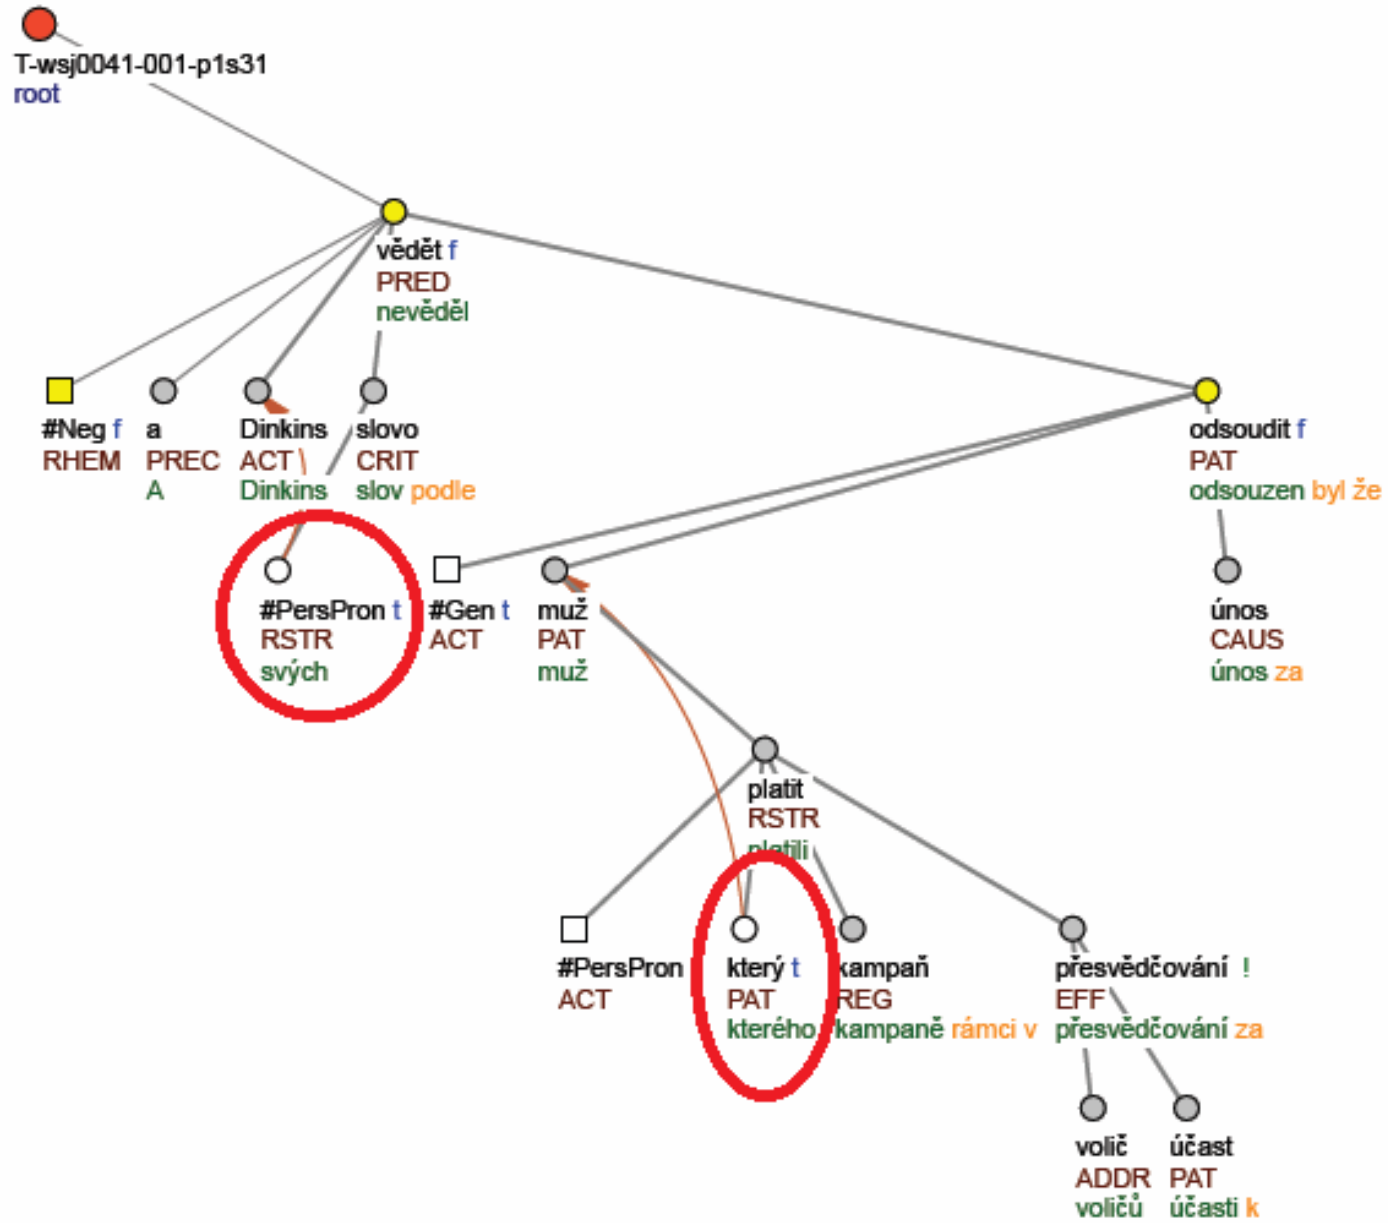 T-wsj0041-001-p1s31
root
vědět f
PRED
nevěděl
#Neg f
RHEM
a
PREC
A
Dinkins
ACT
Dinkins
slovo
CRIT
slov podle
odsoudit f
PAT
odsouzen byl že
#PersPron t
RSTR
svých
#Gen t
ACT
muž
PAT
muž
únos
CAUS
únos za
platit
RSTR
platili
#PersPron
ACT
který t
PAT
kterého
kampaň
REG
kampaně rámci v
přesvědčování !
EFF
přesvědčování za
volič
ADDR
voličů
účast
PAT
účasti k